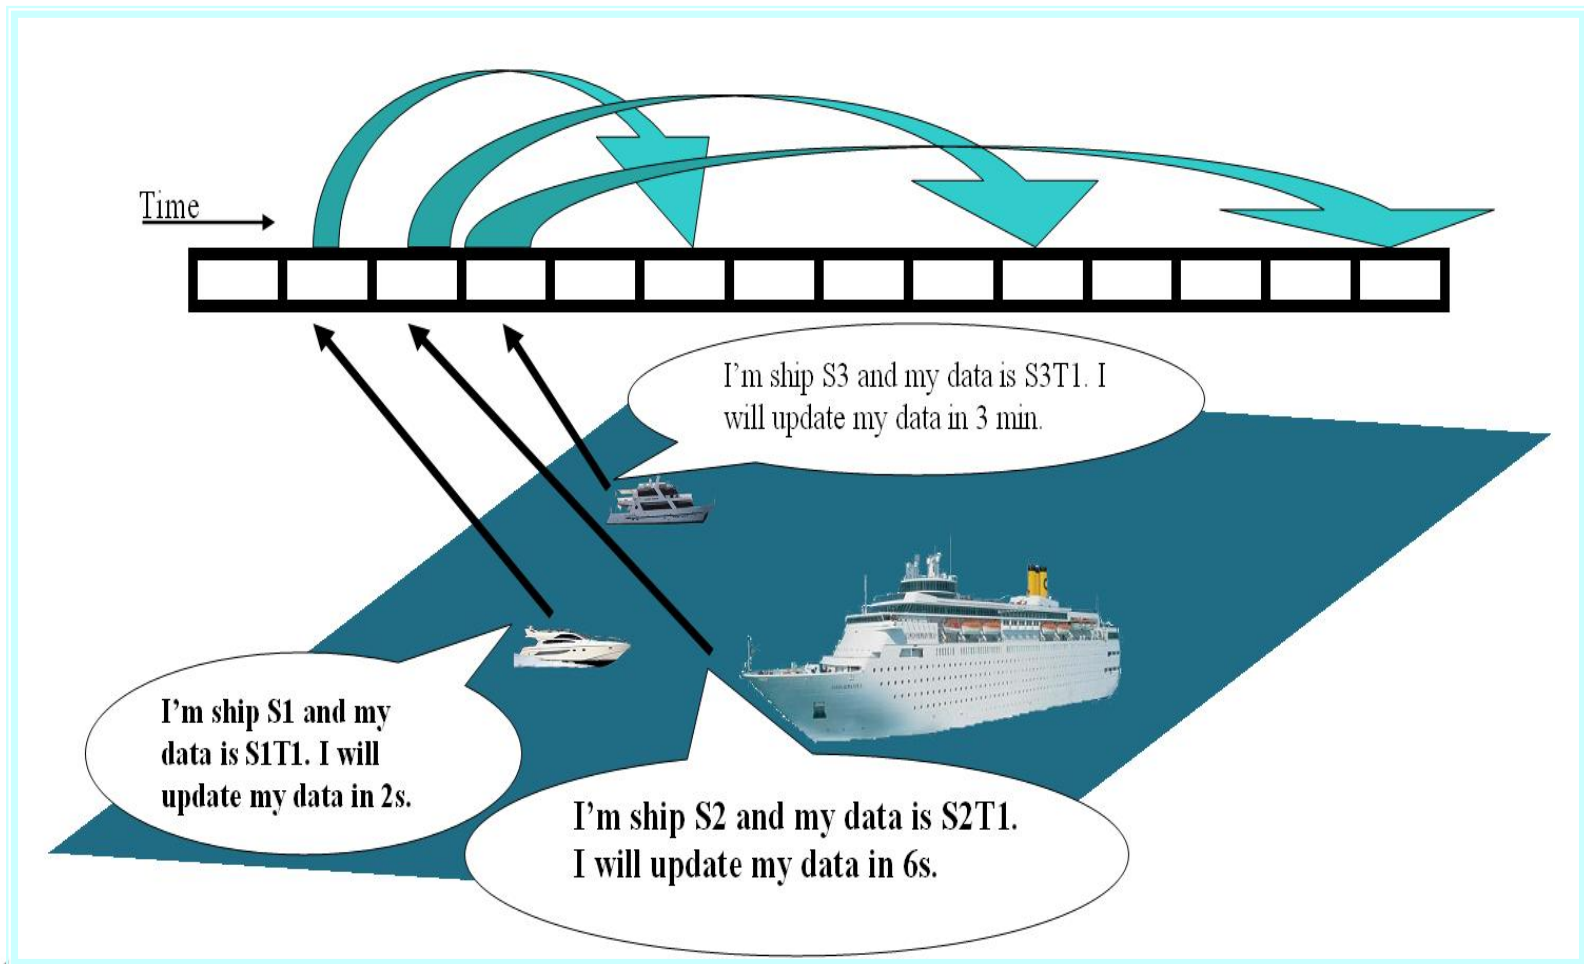 Time
I’m ship S3 and my data is S3T1. I
will update my data in 3 min.
I’m ship S1 and my
data is S1T1. I will
update my data in 2s.
I’m ship S2 and my data is S2T1.
I will update my data in 6s.